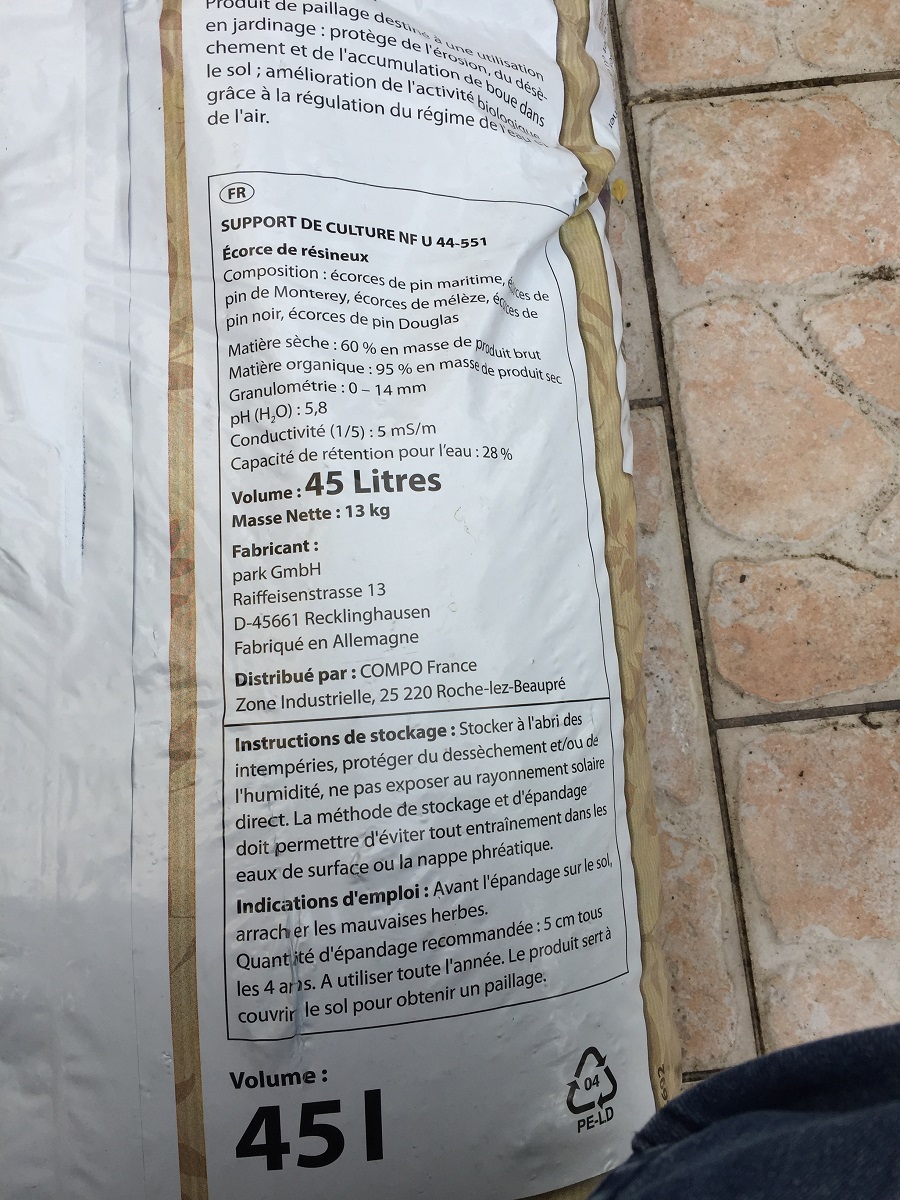 Produit de paillage destiné à une utilisation
en jardinage : protège de l'érosion, du désè-
chement et de l'accumulation de boue dans
le sol ; amélioration de l'activité biologique
grâce à la régulation du régime de l'eau et
de l'air.
FR
SUPPORT DE CULTURE NF U 44-551
Écorce de résineux
Composition : écorces de pin maritime, écorces de
pin de Monterey, écorces de mélèze, écorces de
pin noir, écorces de pin Douglas
Matière sèche : 60 % en masse de produit brut
Matière organique : 95 % en masse de produit sec
Granulométrie : 0 – 14 mm
pH (H₂O) : 5,8
Conductivité (1/5) : 5 mS/m
Capacité de rétention pour l'eau : 28 %
Volume : 45 Litres
Masse Nette : 13 kg
Fabricant :
park GmbH
Raiffeisenstrasse 13
D-45661 Recklinghausen
Fabriqué en Allemagne
Distribué par : COMPO France
Zone Industrielle, 25 220 Roche-lez-Beaupré
Instructions de stockage : Stocker à l'abri des
intempéries, protéger du dessèchement et/ou de
l'humidité, ne pas exposer au rayonnement solaire
direct. La méthode de stockage et d'épandage
doit permettre d'éviter tout entraînement dans les
eaux de surface ou la nappe phréatique.
Indications d'emploi : Avant l'épandage sur le sol,
arracher les mauvaises herbes.
Quantité d'épandage recommandée : 5 cm tous
les 4 ans. A utiliser toute l'année. Le produit sert à
couvrir le sol pour obtenir un paillage.
Volume :
45 l
04
PE-LD